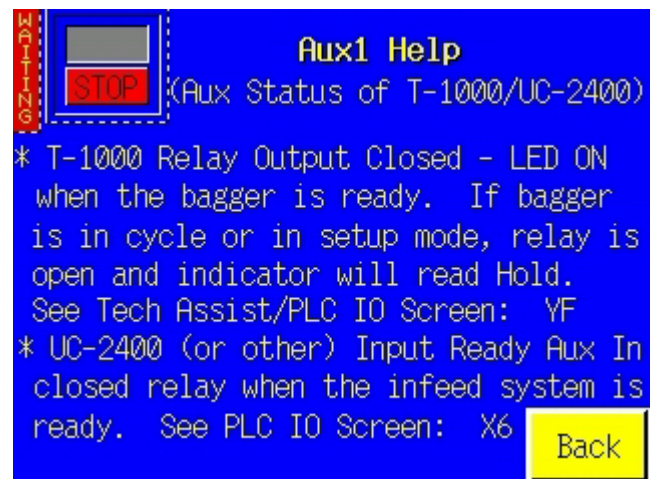 WAITING
STOP
Aux1 Help
(Aux Status of T-1000/UC-2400)
* T-1000 Relay Output Closed - LED ON
when the bagger is ready. If bagger
is in cycle or in setup mode, relay is
open and indicator will read Hold.
See Tech Assist/PLC IO Screen: YF
* UC-2400 (or other) Input Ready Aux In
closed relay when the infeed system is
ready. See PLC IO Screen: X6
Back